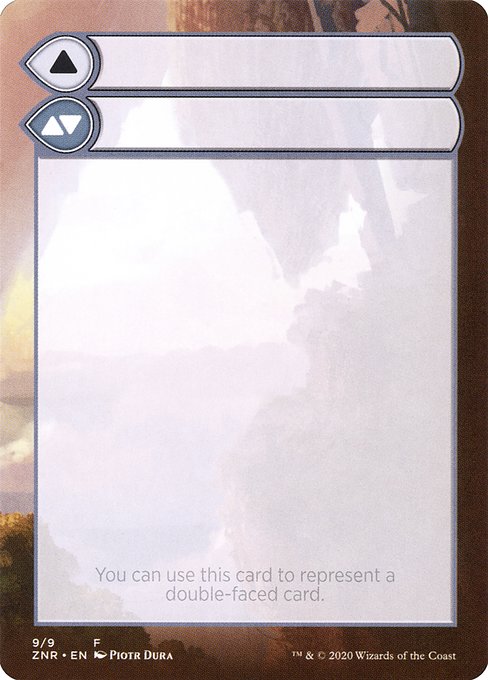 You can use this card to represent a
double-faced card.
9/9 F
ZNR • EN Piotr Dura
™ & © 2020 Wizards of the Coast